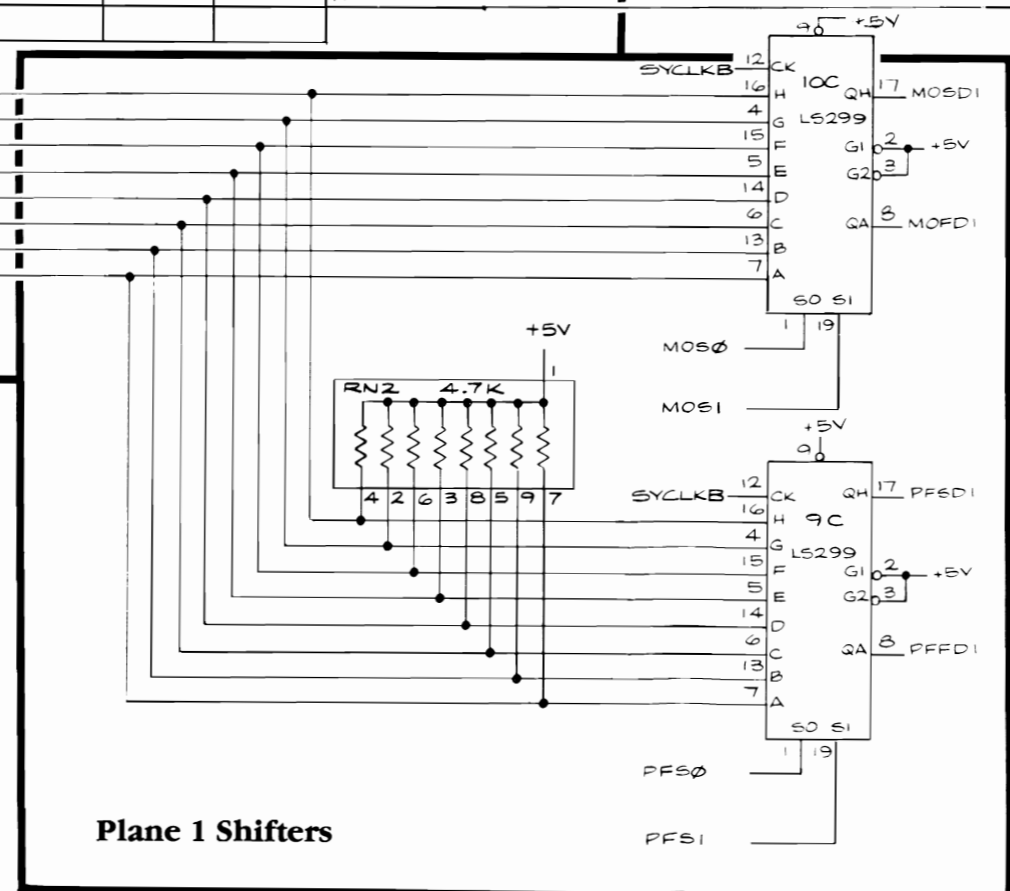 9 +5V
SYCLKB 12 CK
10C
LS299
16 H QH 17 MOSD1
4 G
15 F G1 2 +5V
5 E G2 3
14 D
6 C QA 8 MOFD1
13 B
7 A
S0 S1
1 19
MOSØ
MOS1
+5V
1
RN2 4.7K
4 2 6 3 8 5 9 7
+5V
9
SYCLKB 12 CK QH 17 PFSD1
16 H 9C
4 G LS299
15 F G1 2 +5V
5 E G2 3
14 D
6 C QA 8 PFFD1
13 B
7 A
S0 S1
1 19
PFSØ
PFS1
Plane 1 Shifters